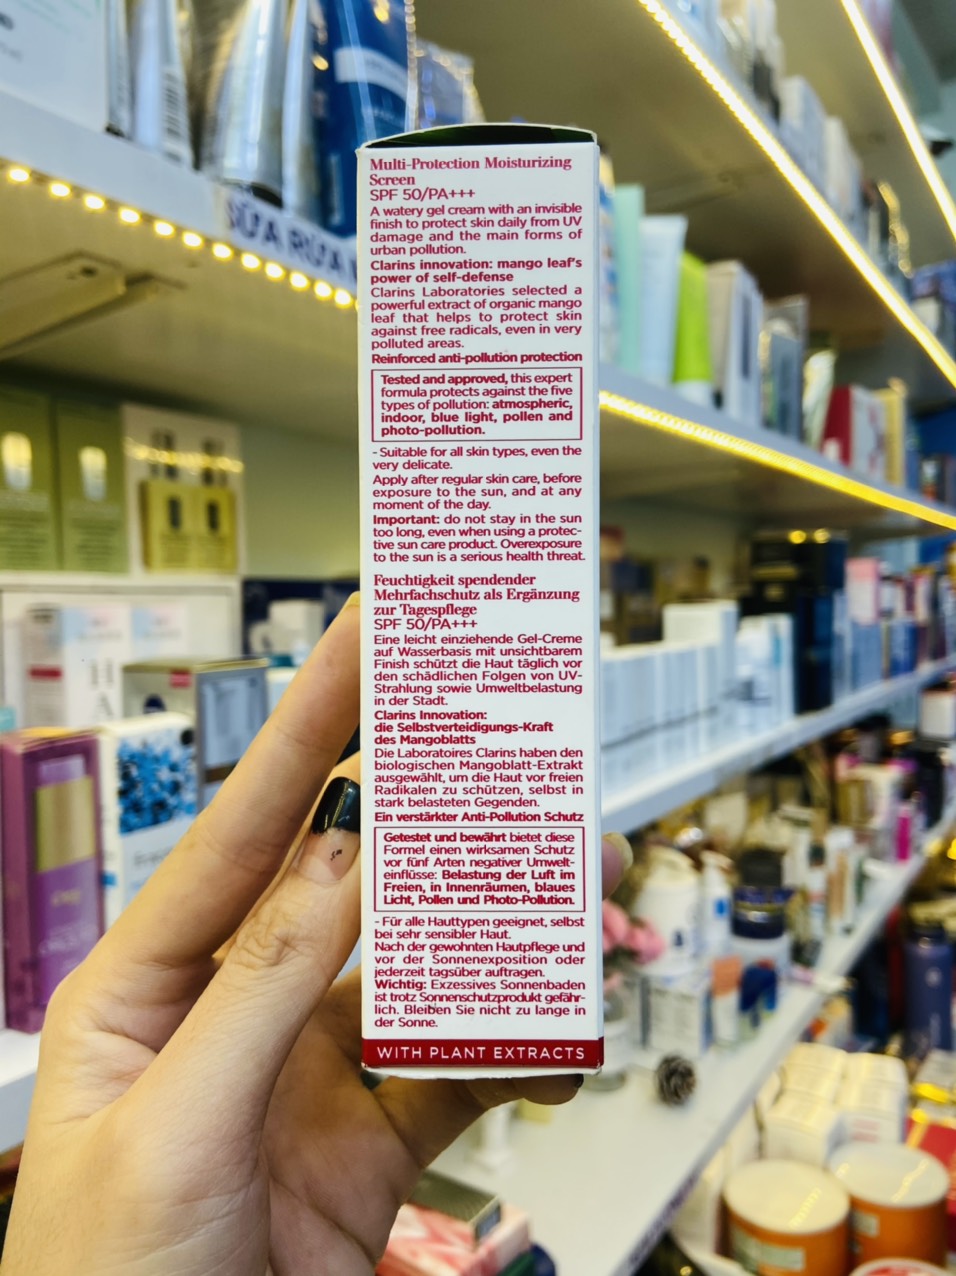 SỮA RỬA
Multi-Protection Moisturizing
Screen
SPF 50/PA+++
A watery gel cream with an invisible
finish to protect skin daily from UV
damage and the main forms of
urban pollution.
Clarins innovation: mango leaf's
power of self-defense
Clarins Laboratories selected a
powerful extract of organic mango
leaf that helps to protect skin
against free radicals, even in very
polluted areas.
Reinforced anti-pollution protection
Tested and approved, this expert
formula protects against the five
types of pollution: atmospheric,
indoor, blue light, pollen and
photo-pollution.
- Suitable for all skin types, even the
very delicate.
Apply after regular skin care, before
exposure to the sun, and at any
moment of the day.
Important: do not stay in the sun
too long, even when using a protec-
tive sun care product. Overexposure
to the sun is a serious health threat.
Feuchtigkeit spendender
Mehrfachschutz als Ergänzung
zur Tagespflege
SPF 50/PA+++
Eine leicht einziehende Gel-Creme
auf Wasserbasis mit unsichtbarem
Finish schützt die Haut täglich vor
den schädlichen Folgen von UV-
Strahlung sowie Umweltbelastung
in der Stadt.
Clarins Innovation:
die Selbstverteidigungs-Kraft
des Mangoblatts
Die Laboratoires Clarins haben den
biologischen Mangoblatt-Extrakt
ausgewählt, um die Haut vor freien
Radikalen zu schützen, selbst in
stark belasteten Gegenden.
Ein verstärkter Anti-Pollution Schutz
Getestet und bewährt bietet diese
Formel einen wirksamen Schutz
vor fünf Arten negativer Umwelt-
einflüsse: Belastung der Luft im
Freien, in Innenräumen, blaues
Licht, Pollen und Photo-Pollution.
- Für alle Hauttypen geeignet, selbst
bei sehr sensibler Haut.
Nach der gewohnten Hautpflege und
vor der Sonnenexposition oder
jederzeit tagsüber auftragen.
Wichtig: Exzessives Sonnenbaden
ist trotz Sonnenschutzprodukt gefähr-
lich. Bleiben Sie nicht zu lange in
der Sonne.
WITH PLANT EXTRACTS